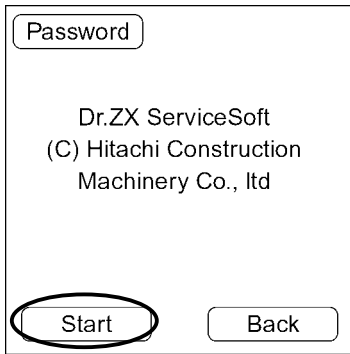 Password
Dr.ZX ServiceSoft
(C) Hitachi Construction
Machinery Co., ltd
Start
Back